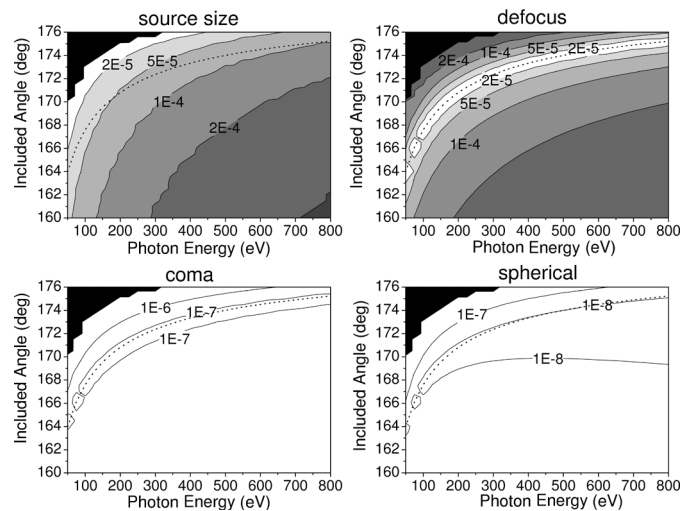 source size
176
174
172
170
168
166
164
162
160
2E-5
5E-5
1E-4
2E-4
100 200 300 400 500 600 700 800
Photon Energy (eV)
Included Angle (deg)
defocus
176
174
172
170
168
166
164
162
160
2E-4
1E-4
5E-5
2E-5
2E-5
5E-5
1E-4
100 200 300 400 500 600 700 800
Photon Energy (eV)
Included Angle (deg)
coma
176
174
172
170
168
166
164
162
160
1E-6
1E-7
1E-7
100 200 300 400 500 600 700 800
Photon Energy (eV)
Included Angle (deg)
spherical
176
174
172
170
168
166
164
162
160
1E-7
1E-8
1E-8
100 200 300 400 500 600 700 800
Photon Energy (eV)
Included Angle (deg)